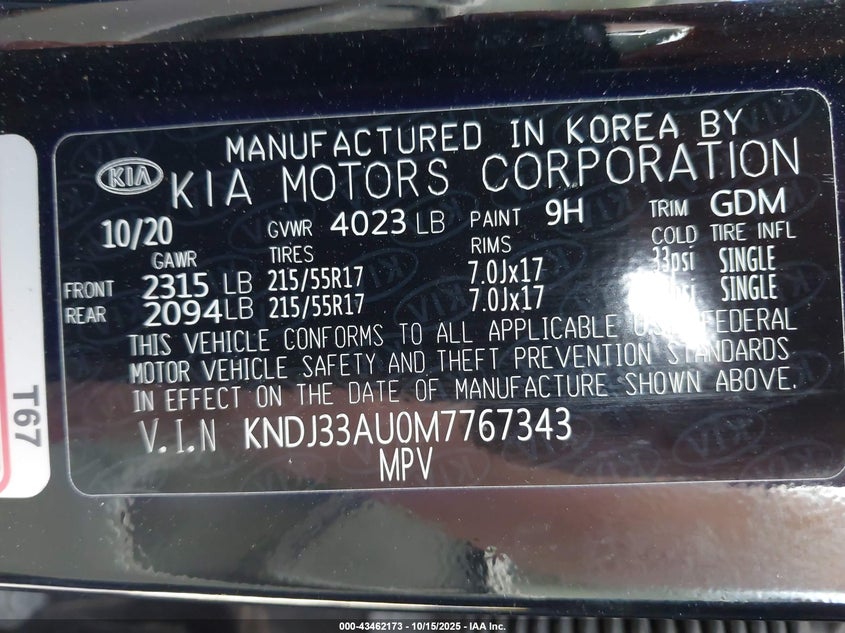 MANUFACTURED IN KOREA BY
KIA KIA MOTORS CORPORATION
10/20 GVWR 4023 LB PAINT 9H TRIM GDM
GAWR TIRES RIMS COLD TIRE INFL
FRONT 2315 LB 215/55R17 7.0Jx17 33psi SINGLE
REAR 2094 LB 215/55R17 7.0Jx17 SINGLE
THIS VEHICLE CONFORMS TO ALL APPLICABLE U.S. FEDERAL
MOTOR VEHICLE SAFETY AND THEFT PREVENTION STANDARDS
IN EFFECT ON THE DATE OF MANUFACTURE SHOWN ABOVE.
V.I.N KNDJ33AU0M7767343
MPV
T67
000-43462173 - 10/15/2025 - IAA Inc.